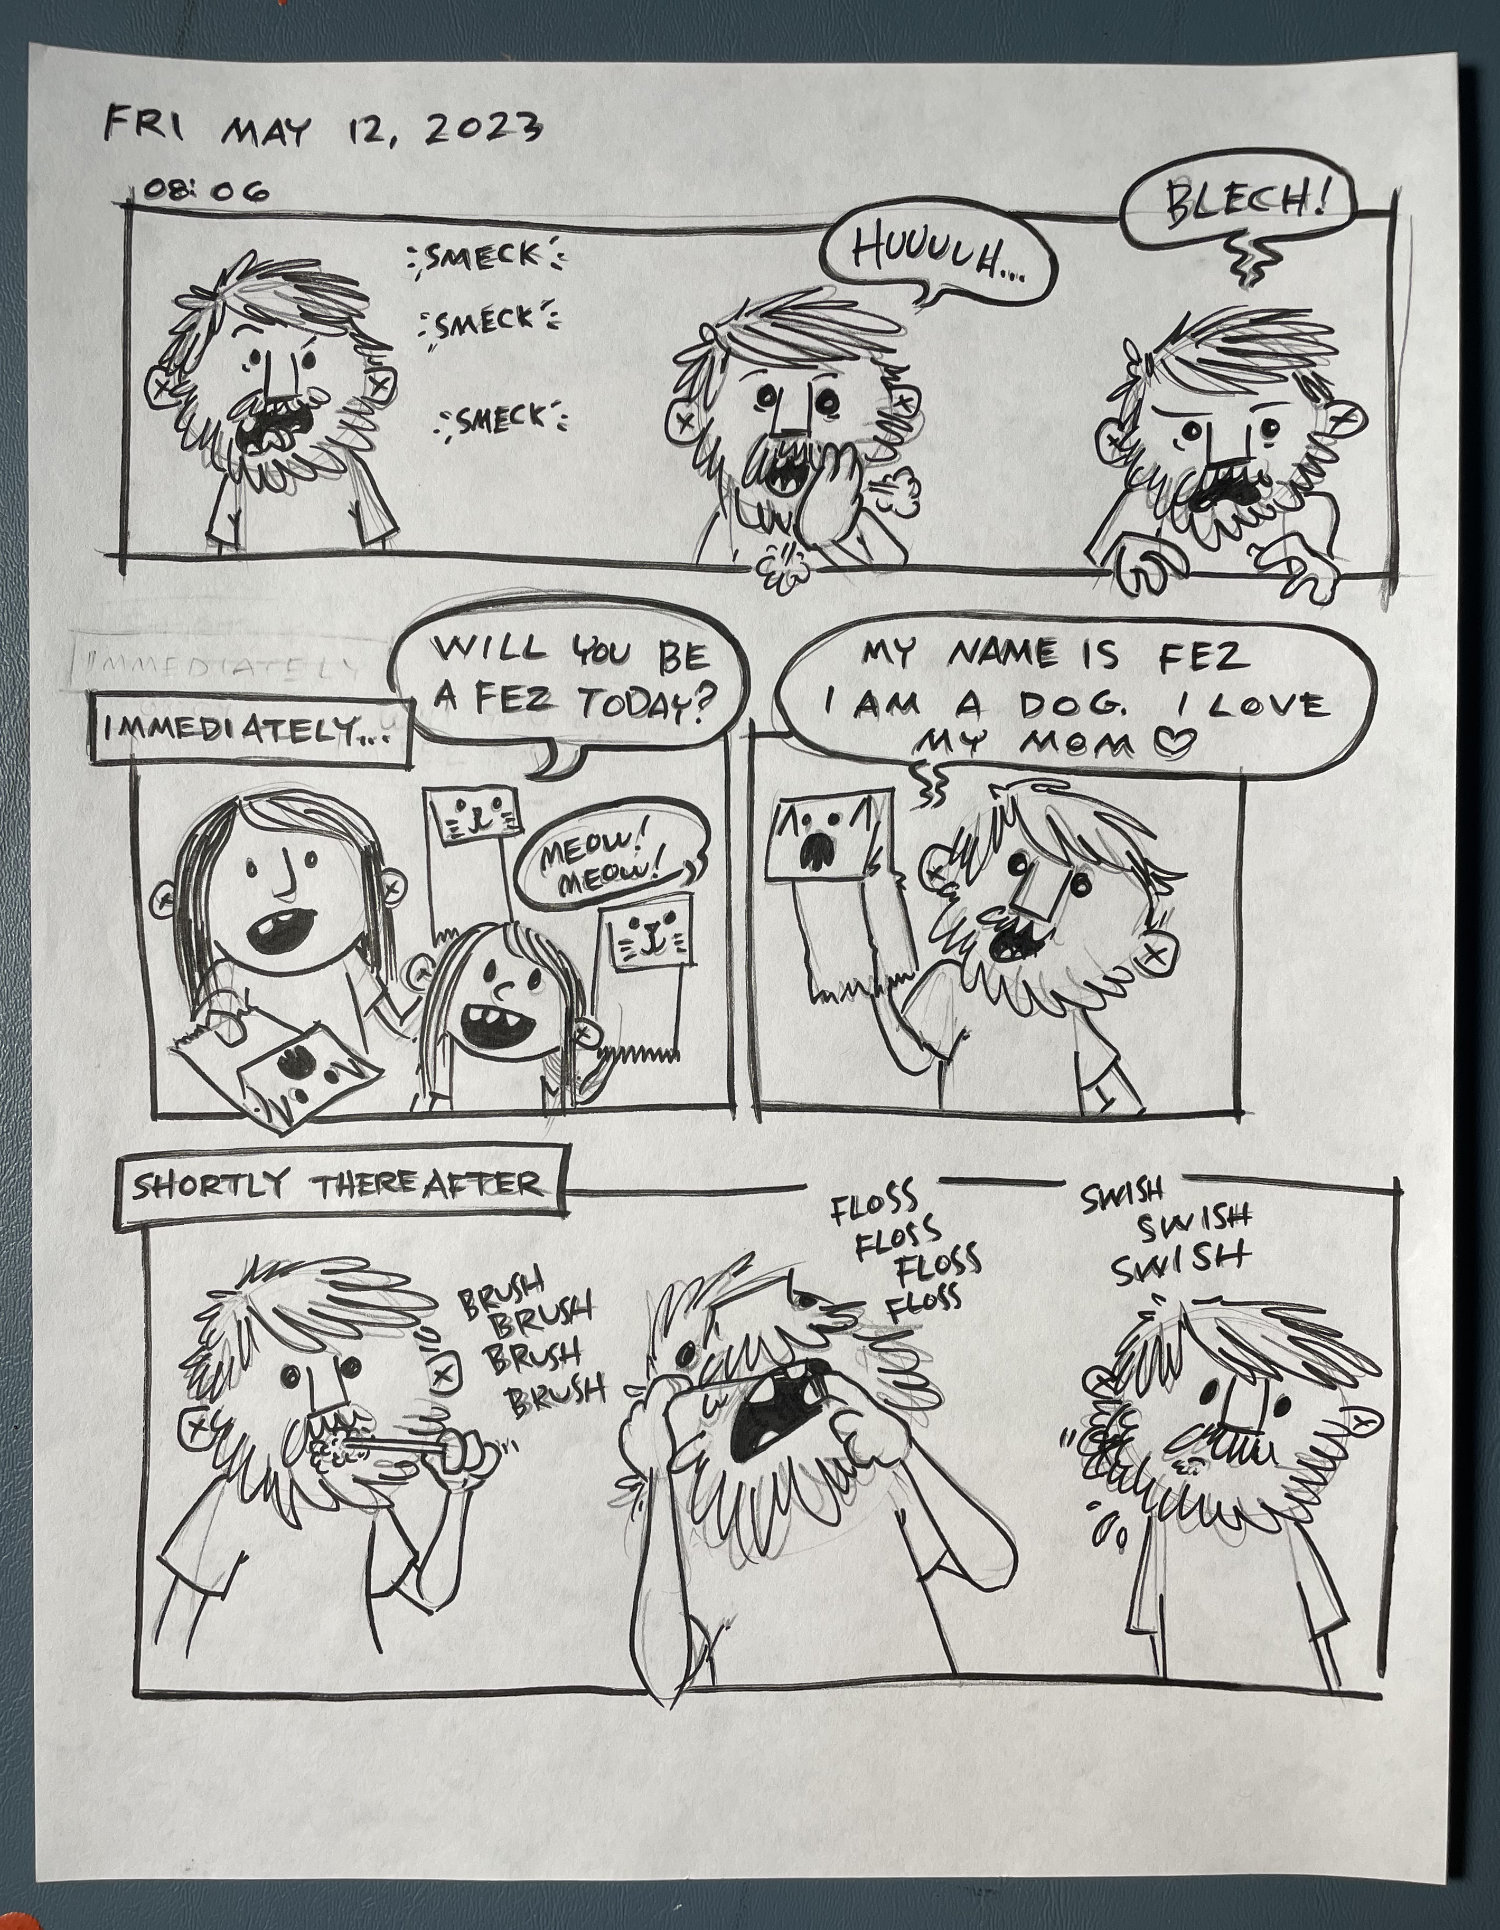 FRI MAY 12, 2023
08:06
SMECK
SMECK
SMECK
HUUUUH...
BLECH!
IMMEDIATELY
IMMEDIATELY...
WILL YOU BE
A FEZ TODAY?
MEOW!
MEOW!
MY NAME IS FEZ
I AM A DOG. I LOVE
MY MOM ♡
SHORTLY THEREAFTER
BRUSH
BRUSH
BRUSH
BRUSH
FLOSS
FLOSS
FLOSS
FLOSS
SWISH
SWISH
SWISH